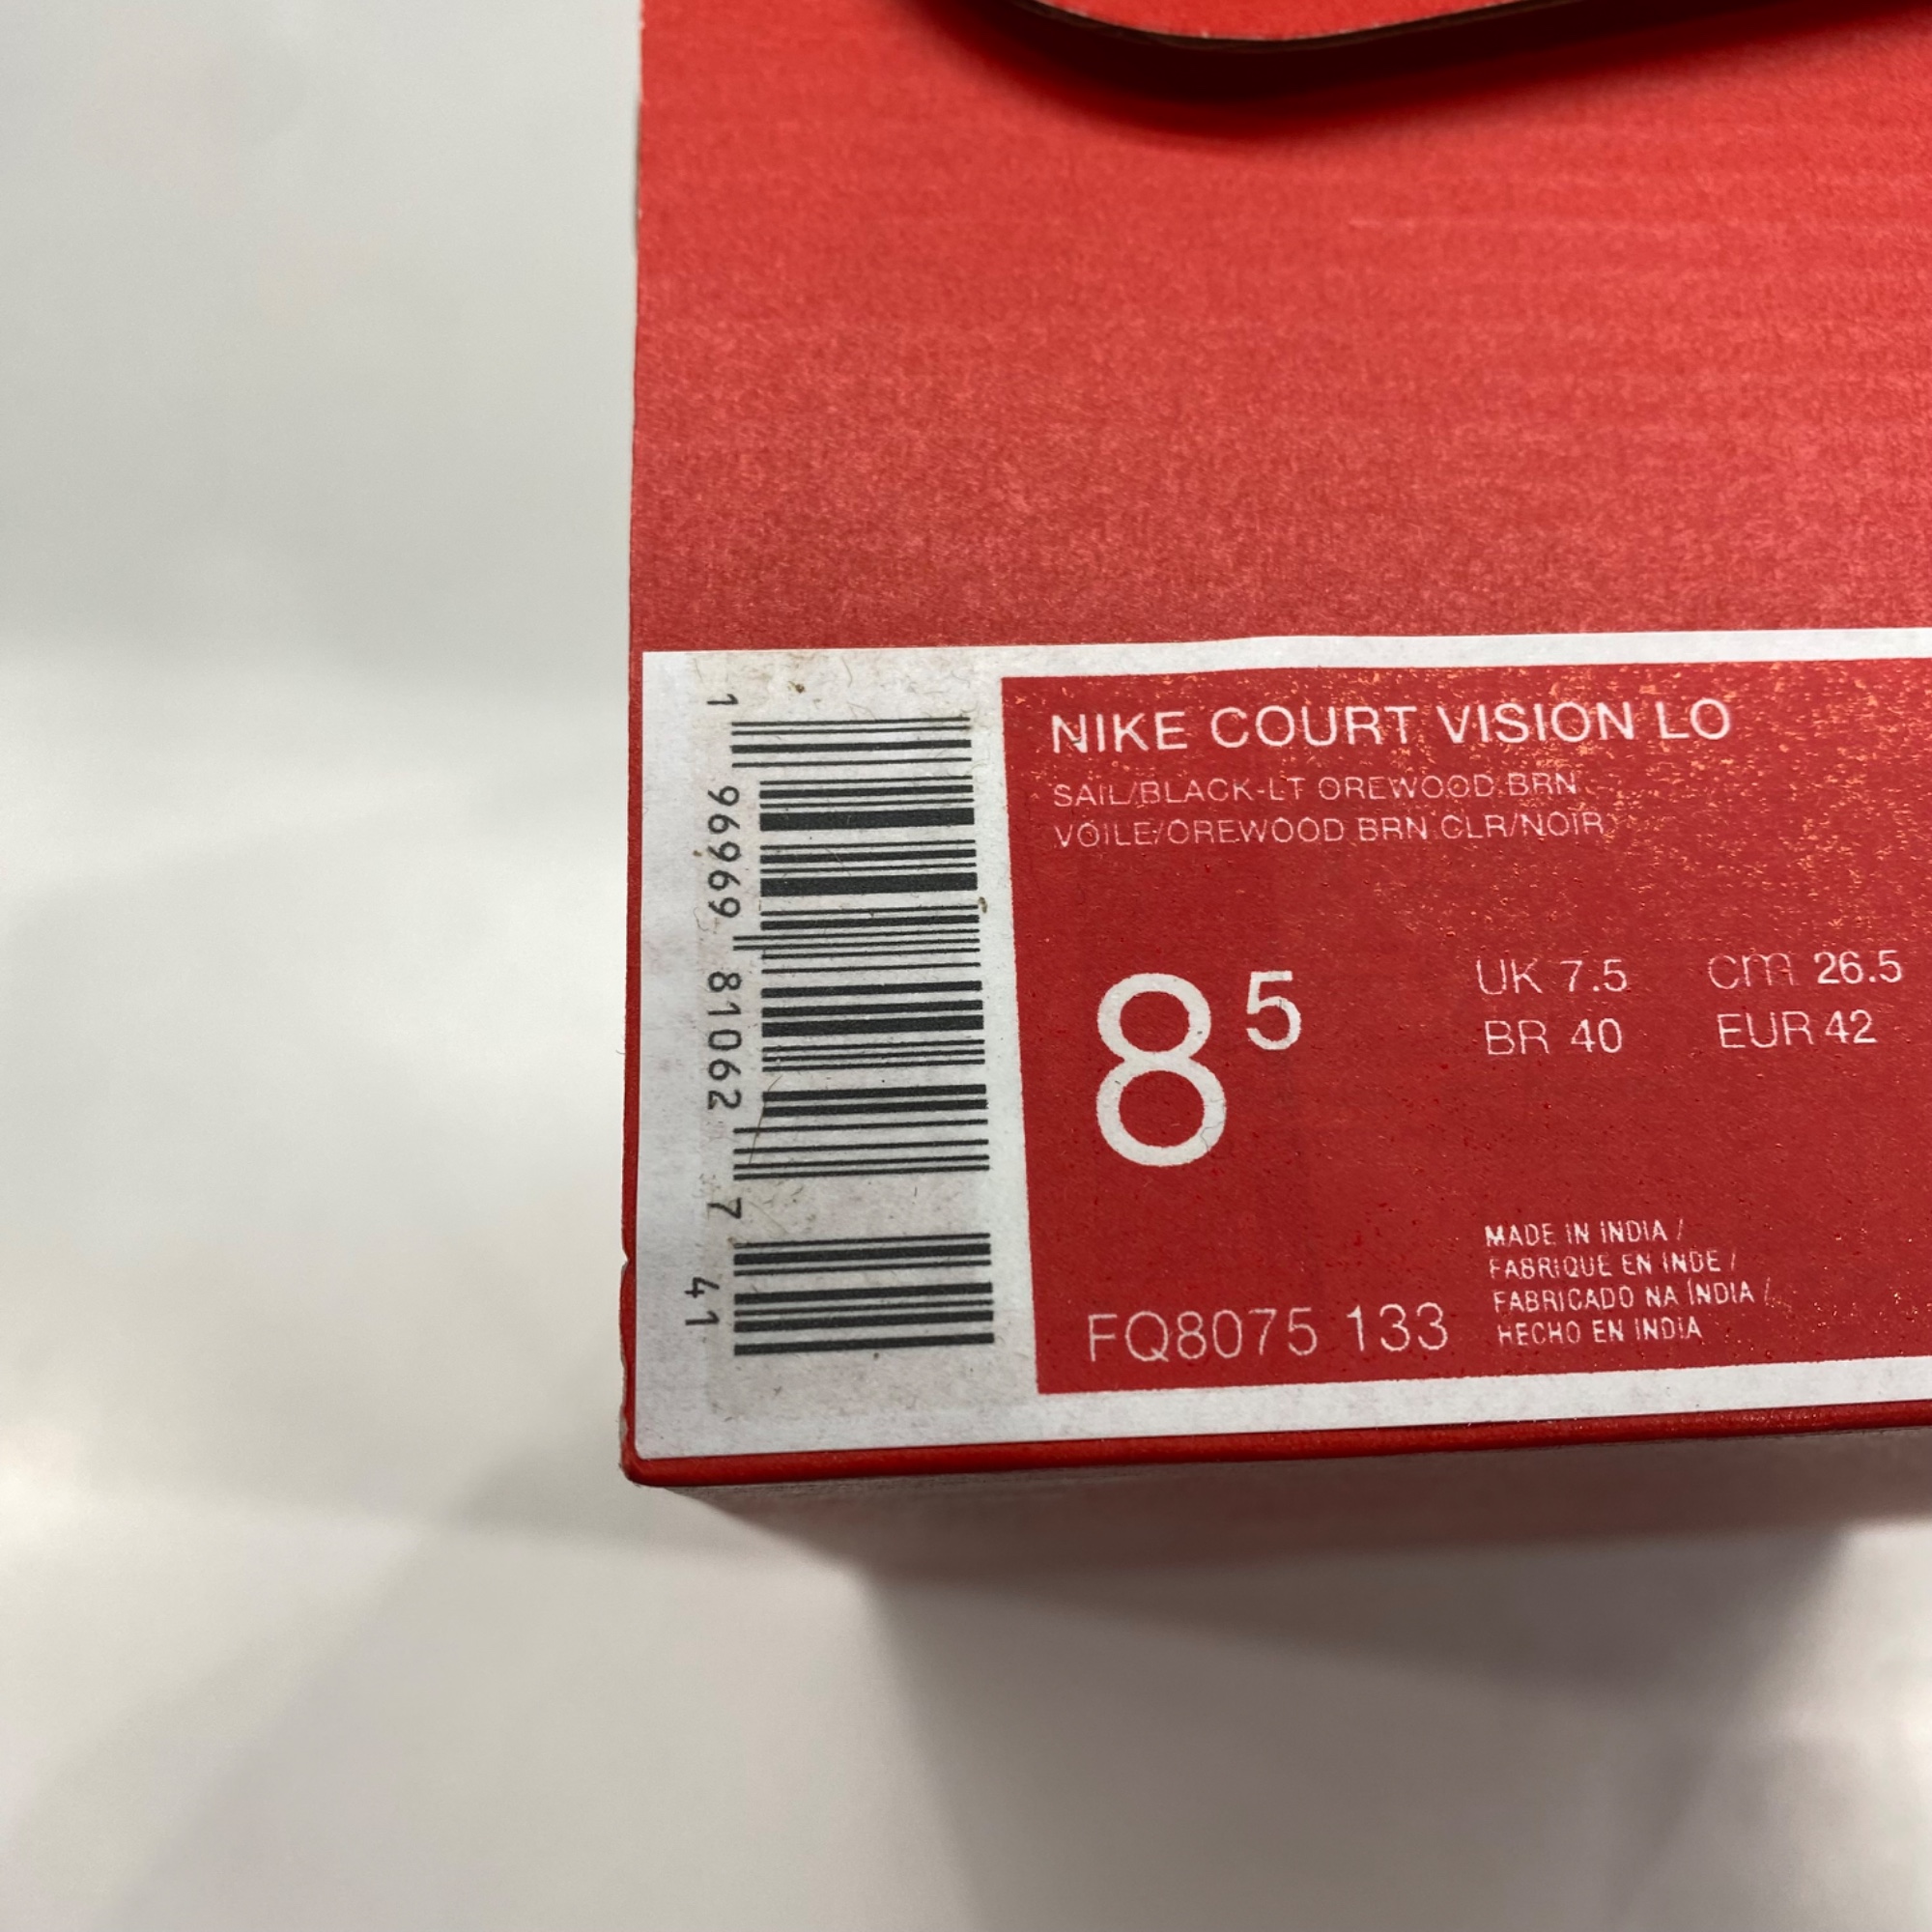 1 96969 81062 7 41
NIKE COURT VISION LO
SAIL/BLACK-LT OREWOOD BRN
VOILE/OREWOOD BRN CLR/NOIR
8 5
UK 7.5 cm 26.5
BR 40 EUR 42
MADE IN INDIA /
FABRIQUE EN INDE /
FABRICADO NA ÍNDIA /
HECHO EN INDIA
FQ8075 133